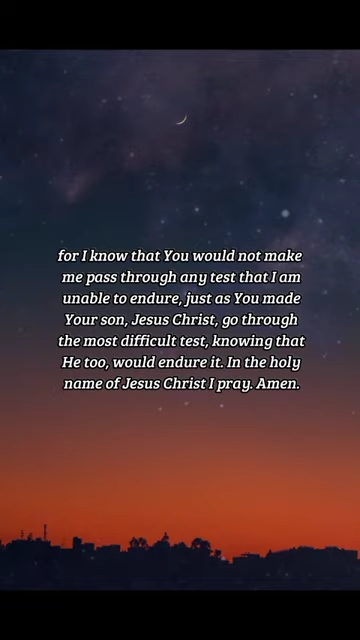 for I know that You would not make
me pass through any test that I am
unable to endure, just as You made
Your son, Jesus Christ, go through
the most difficult test, knowing that
He too, would endure it. In the holy
name of Jesus Christ I pray. Amen.